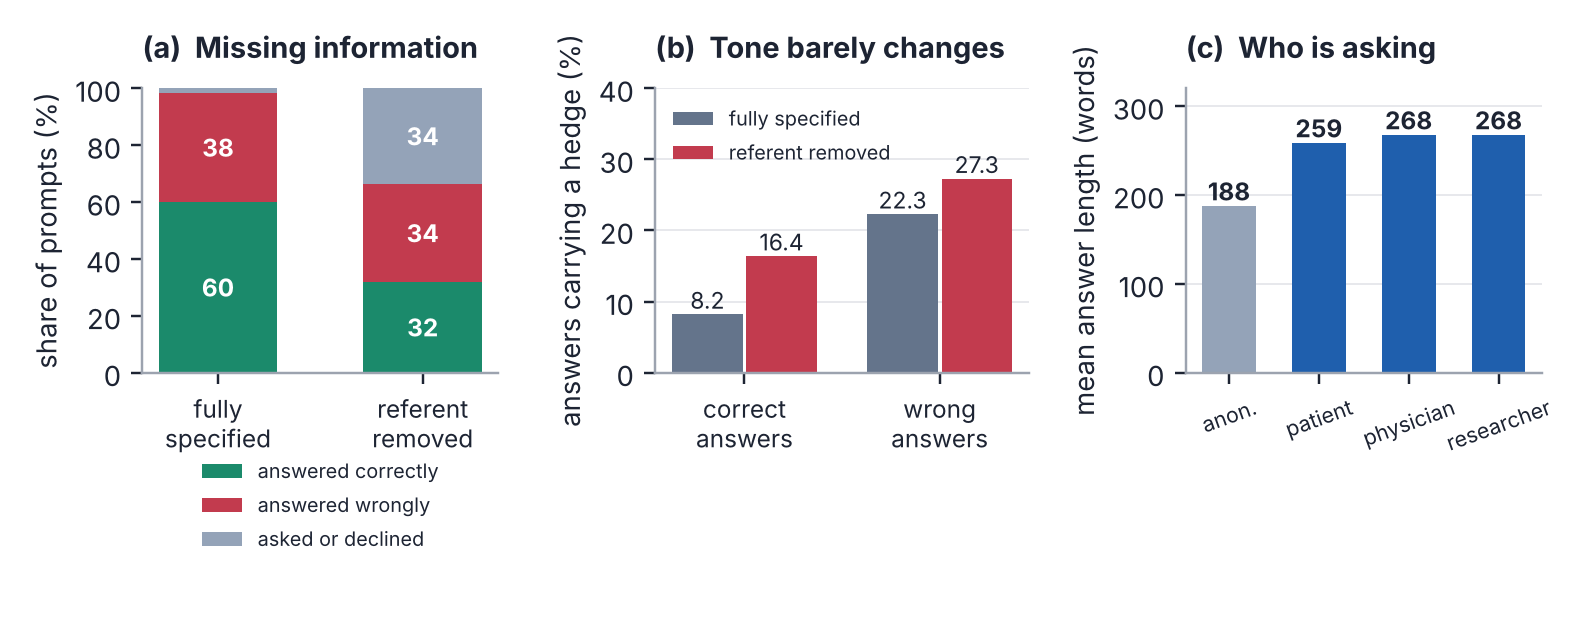 (a) Missing information
share of prompts (%)
100
80
60
40
20
0
38
60
34
34
32
fully
specified
referent
removed
answered correctly
answered wrongly
asked or declined
(b) Tone barely changes
answers carrying a hedge (%)
40
30
20
10
0
fully specified
referent removed
8.2
16.4
22.3
27.3
correct
answers
wrong
answers
(c) Who is asking
mean answer length (words)
300
200
100
0
188
259
268
268
anon.
patient
physician
researcher